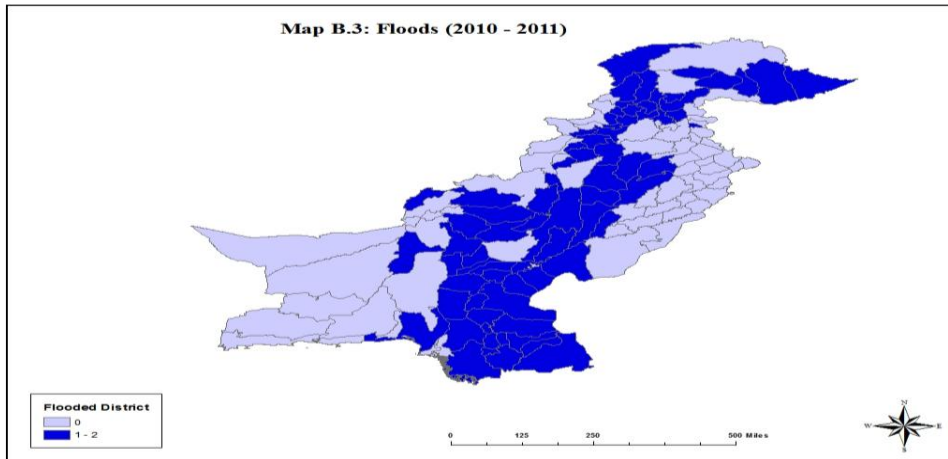 Map B.3: Floods (2010 - 2011)
Flooded District
0
1 - 2
N
W E
S
0 125 250 500 Miles